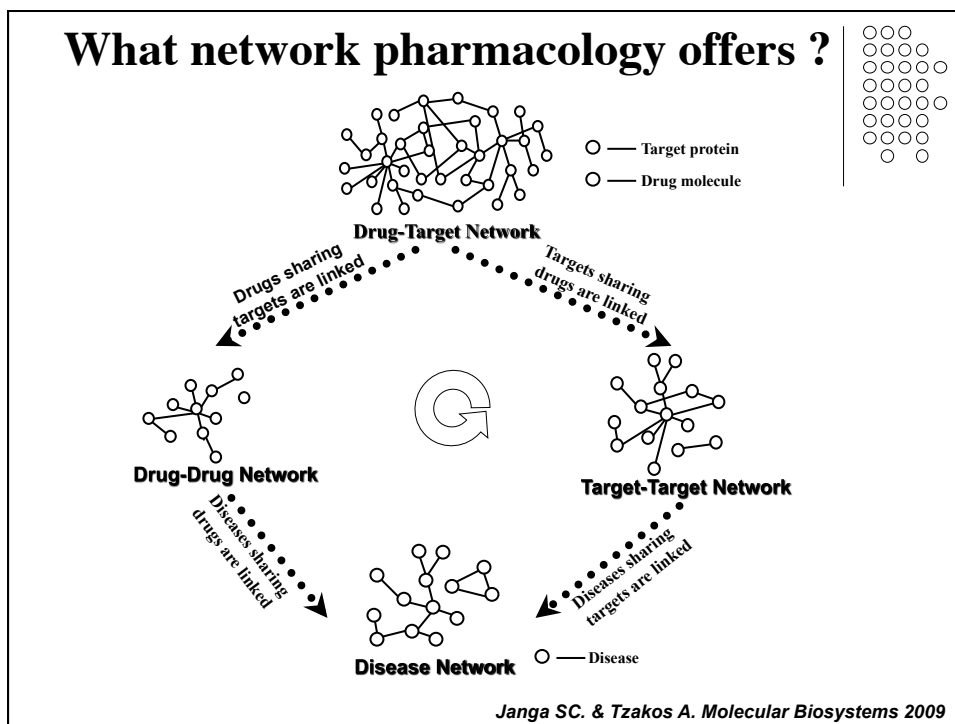 What network pharmacology offers ?
Target protein
Drug molecule
Drug-Target Network
Drugs sharing
targets are linked
Targets sharing
drugs are linked
Drug-Drug Network
Target-Target Network
Diseases sharing
drugs are linked
Diseases sharing
targets are linked
Disease Network
Disease
Janga SC. & Tzakos A. Molecular Biosystems 2009